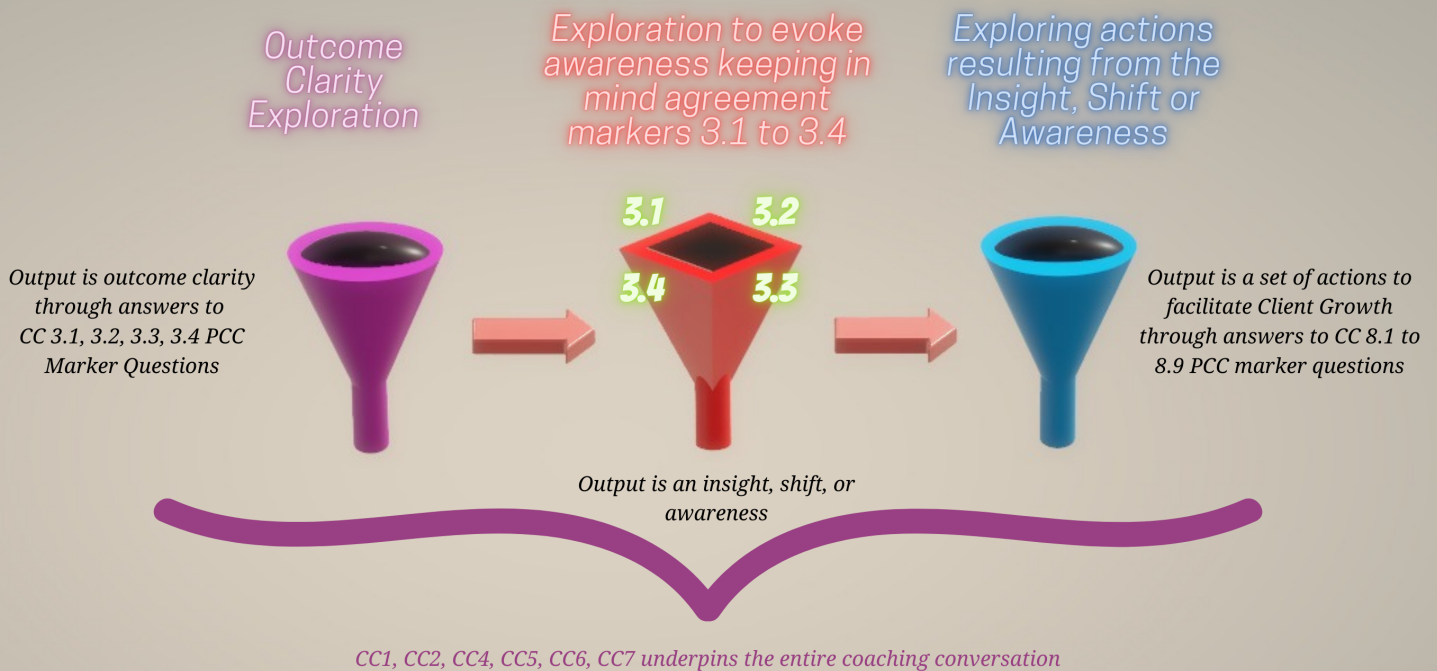 Outcome
Clarity
Exploration
Exploration to evoke
awareness keeping in
mind agreement
markers 3.1 to 3.4
Exploring actions
resulting from the
Insight, Shift or
Awareness
3.1
3.2
3.4
3.3
Output is outcome clarity
through answers to
CC 3.1, 3.2, 3.3, 3.4 PCC
Marker Questions
Output is a set of actions to
facilitate Client Growth
through answers to CC 8.1 to
8.9 PCC marker questions
Output is an insight, shift, or
awareness
CC1, CC2, CC4, CC5, CC6, CC7 underpins the entire coaching conversation